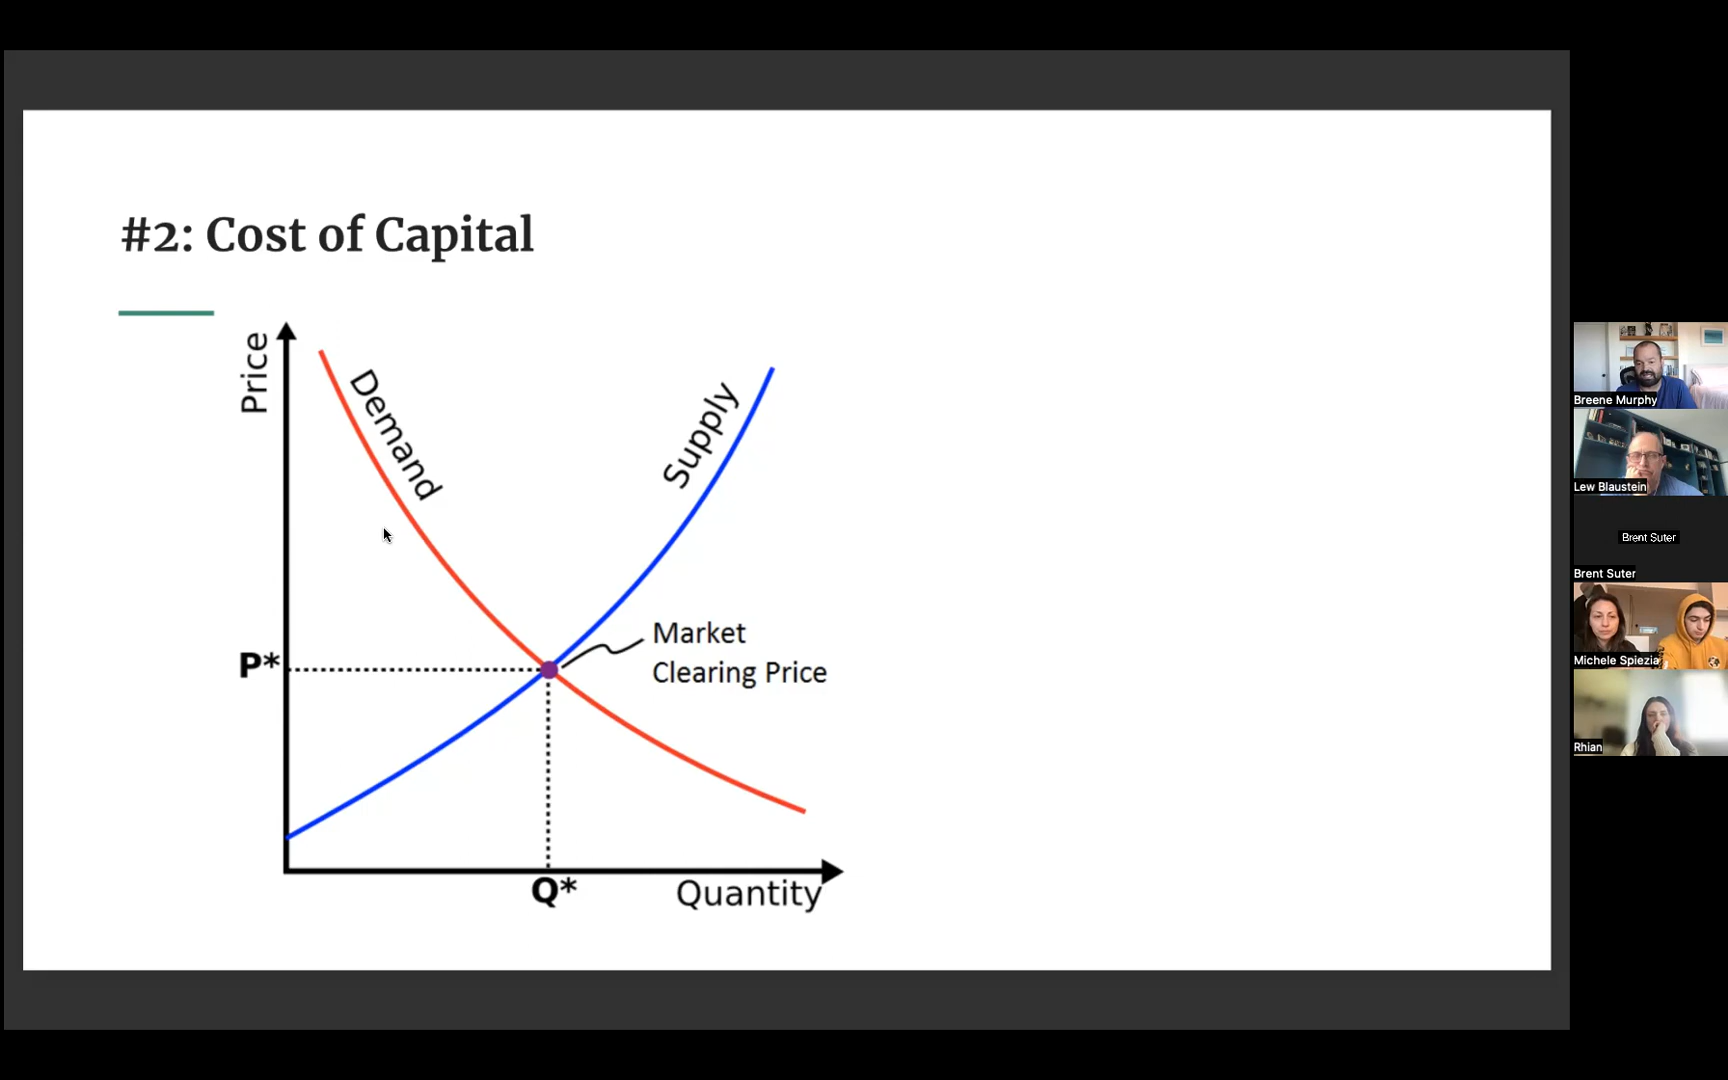 #2: Cost of Capital
Price
Demand
Supply
Market
Clearing Price
P*
Q*
Quantity
Breene Murphy
Lew Blaustein
Brent Suter
Brent Suter
Michele Spiezia
Rhian